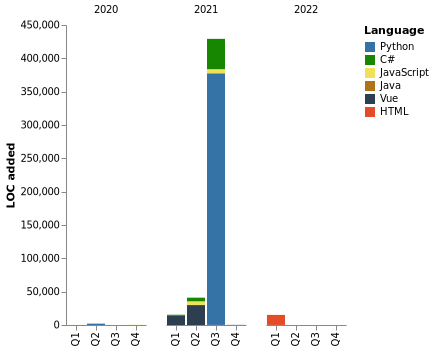 2020 2021 2022
LOC added
450,000
400,000
350,000
300,000
250,000
200,000
150,000
100,000
50,000
0
Q1 Q2 Q3 Q4 Q1 Q2 Q3 Q4 Q1 Q2 Q3 Q4
Language
Python
C#
JavaScript
Java
Vue
HTML